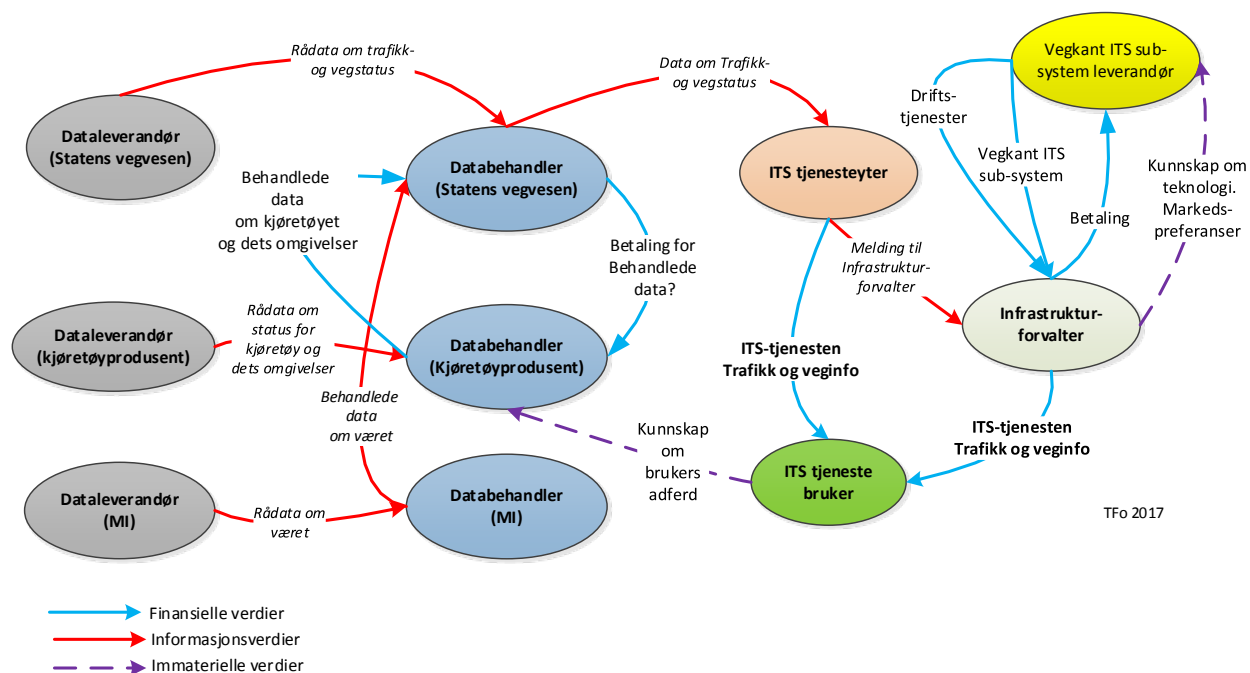 Rådata om trafikk-
og vegstatus
Data om Trafikk-
og vegstatus
Vegkant ITS sub-
system leverandør
Dataleverandør
(Statens vegvesen)
Databehandler
(Statens vegvesen)
ITS tjenesteyter
Drifts-
tjenester
Vegkant ITS
sub-system
Betaling
Kunnskap om
teknologi.
Markeds-
preferanser
Behandlede
data
om kjøretøyet
og dets omgivelser
Betaling for
Behandlede
data?
Melding til
Infrastruktur-
forvalter
Dataleverandør
(kjøretøyprodusent)
Rådata om
status for
kjøretøy og
dets omgivelser
Databehandler
(Kjøretøyprodusent)
Infrastruktur-
forvalter
ITS-tjenesten
Trafikk og veginfo
Behandlede
data
om været
Kunnskap
om
brukers
adferd
ITS-tjenesten
Trafikk og veginfo
Dataleverandør
(MI)
Rådata om
været
Databehandler
(MI)
ITS tjeneste
bruker
TFo 2017
Finansielle verdier
Informasjonsverdier
Immaterielle verdier